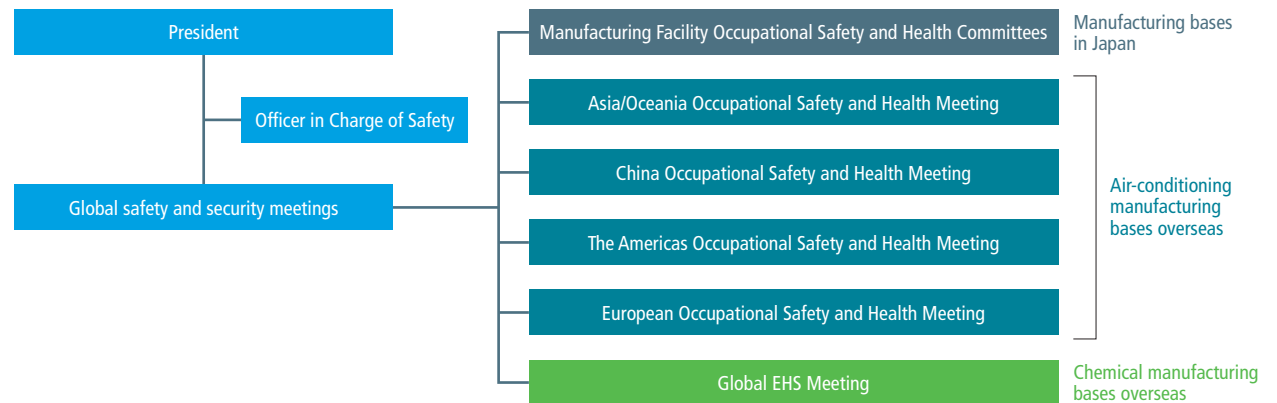 President
Officer in Charge of Safety
Global safety and security meetings
Manufacturing Facility Occupational Safety and Health Committees
Manufacturing bases
in Japan
Asia/Oceania Occupational Safety and Health Meeting
China Occupational Safety and Health Meeting
The Americas Occupational Safety and Health Meeting
European Occupational Safety and Health Meeting
Air-conditioning
manufacturing
bases overseas
Global EHS Meeting
Chemical manufacturing
bases overseas